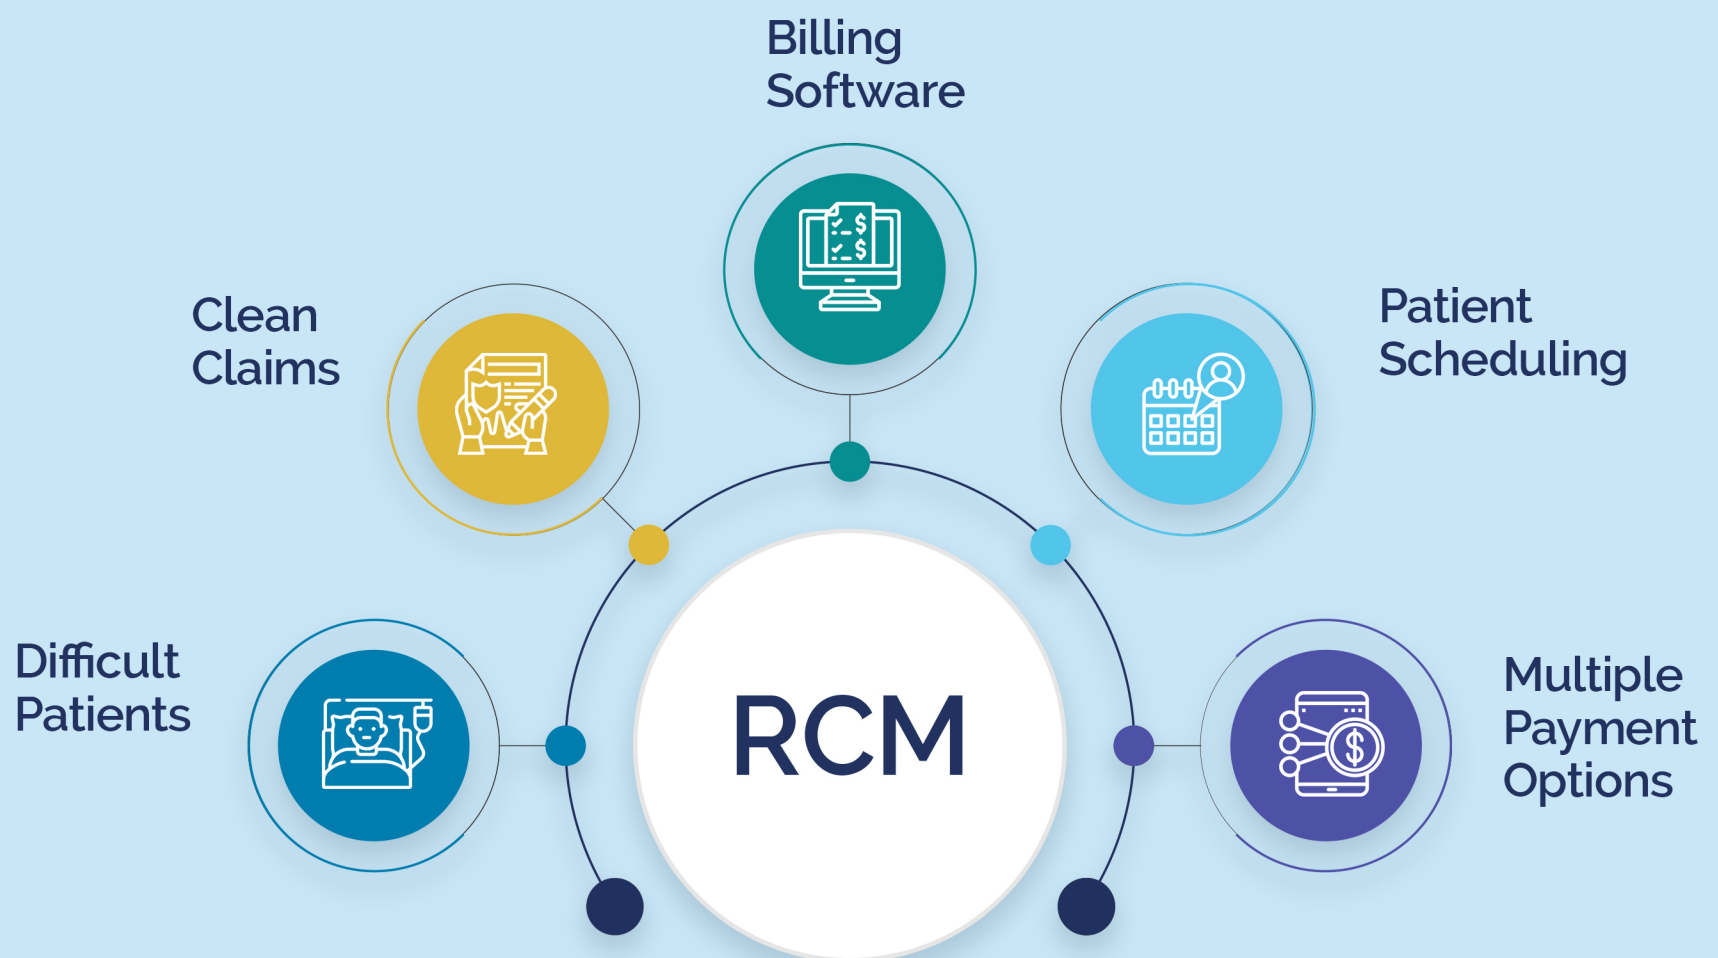 Billing
Software
Clean
Claims
Patient
Scheduling
Difficult
Patients
Multiple
Payment
Options
RCM
$
$
$